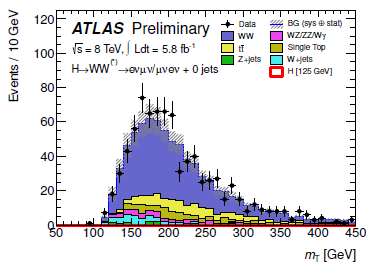 Events / 10 GeV
120
100
80
60
40
20
0
ATLAS Preliminary
√s = 8 TeV, ∫ Ldt = 5.8 fb⁻¹
H→WW⁽*⁾→eνμν/μνeν + 0 jets
Data
BG (sys ⊕ stat)
WW
WZ/ZZ/Wγ
tt̄
Single Top
Z+jets
W+jets
H [125 GeV]
50 100 150 200 250 300 350 400 450
m_T [GeV]